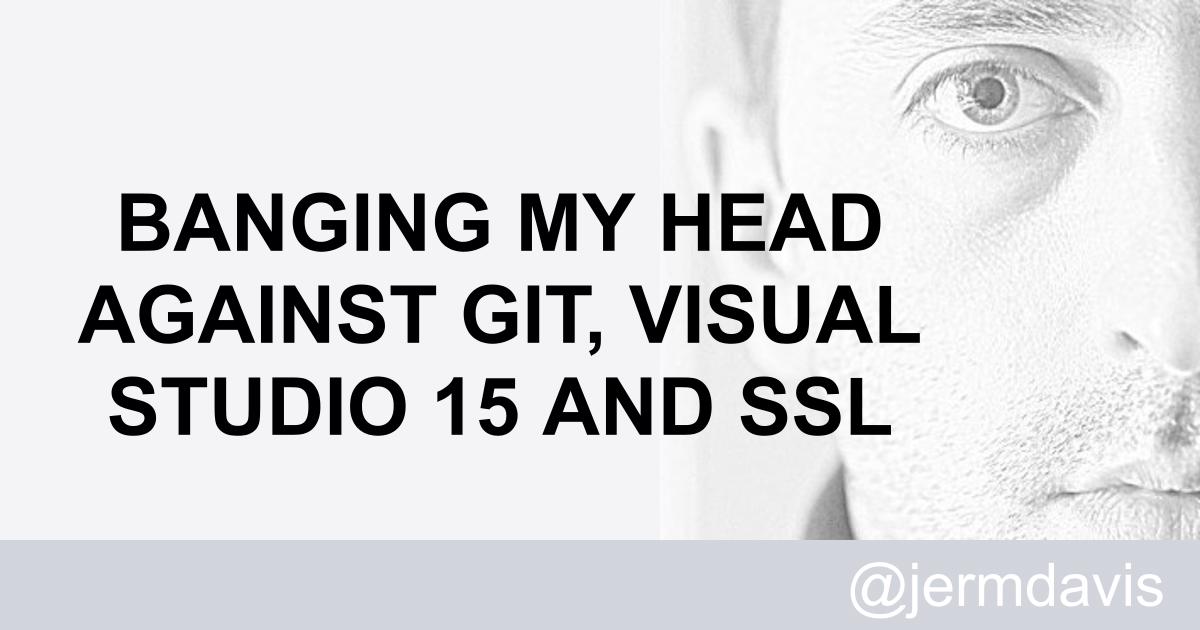 BANGING MY HEAD
AGAINST GIT, VISUAL
STUDIO 15 AND SSL
@jermdavis